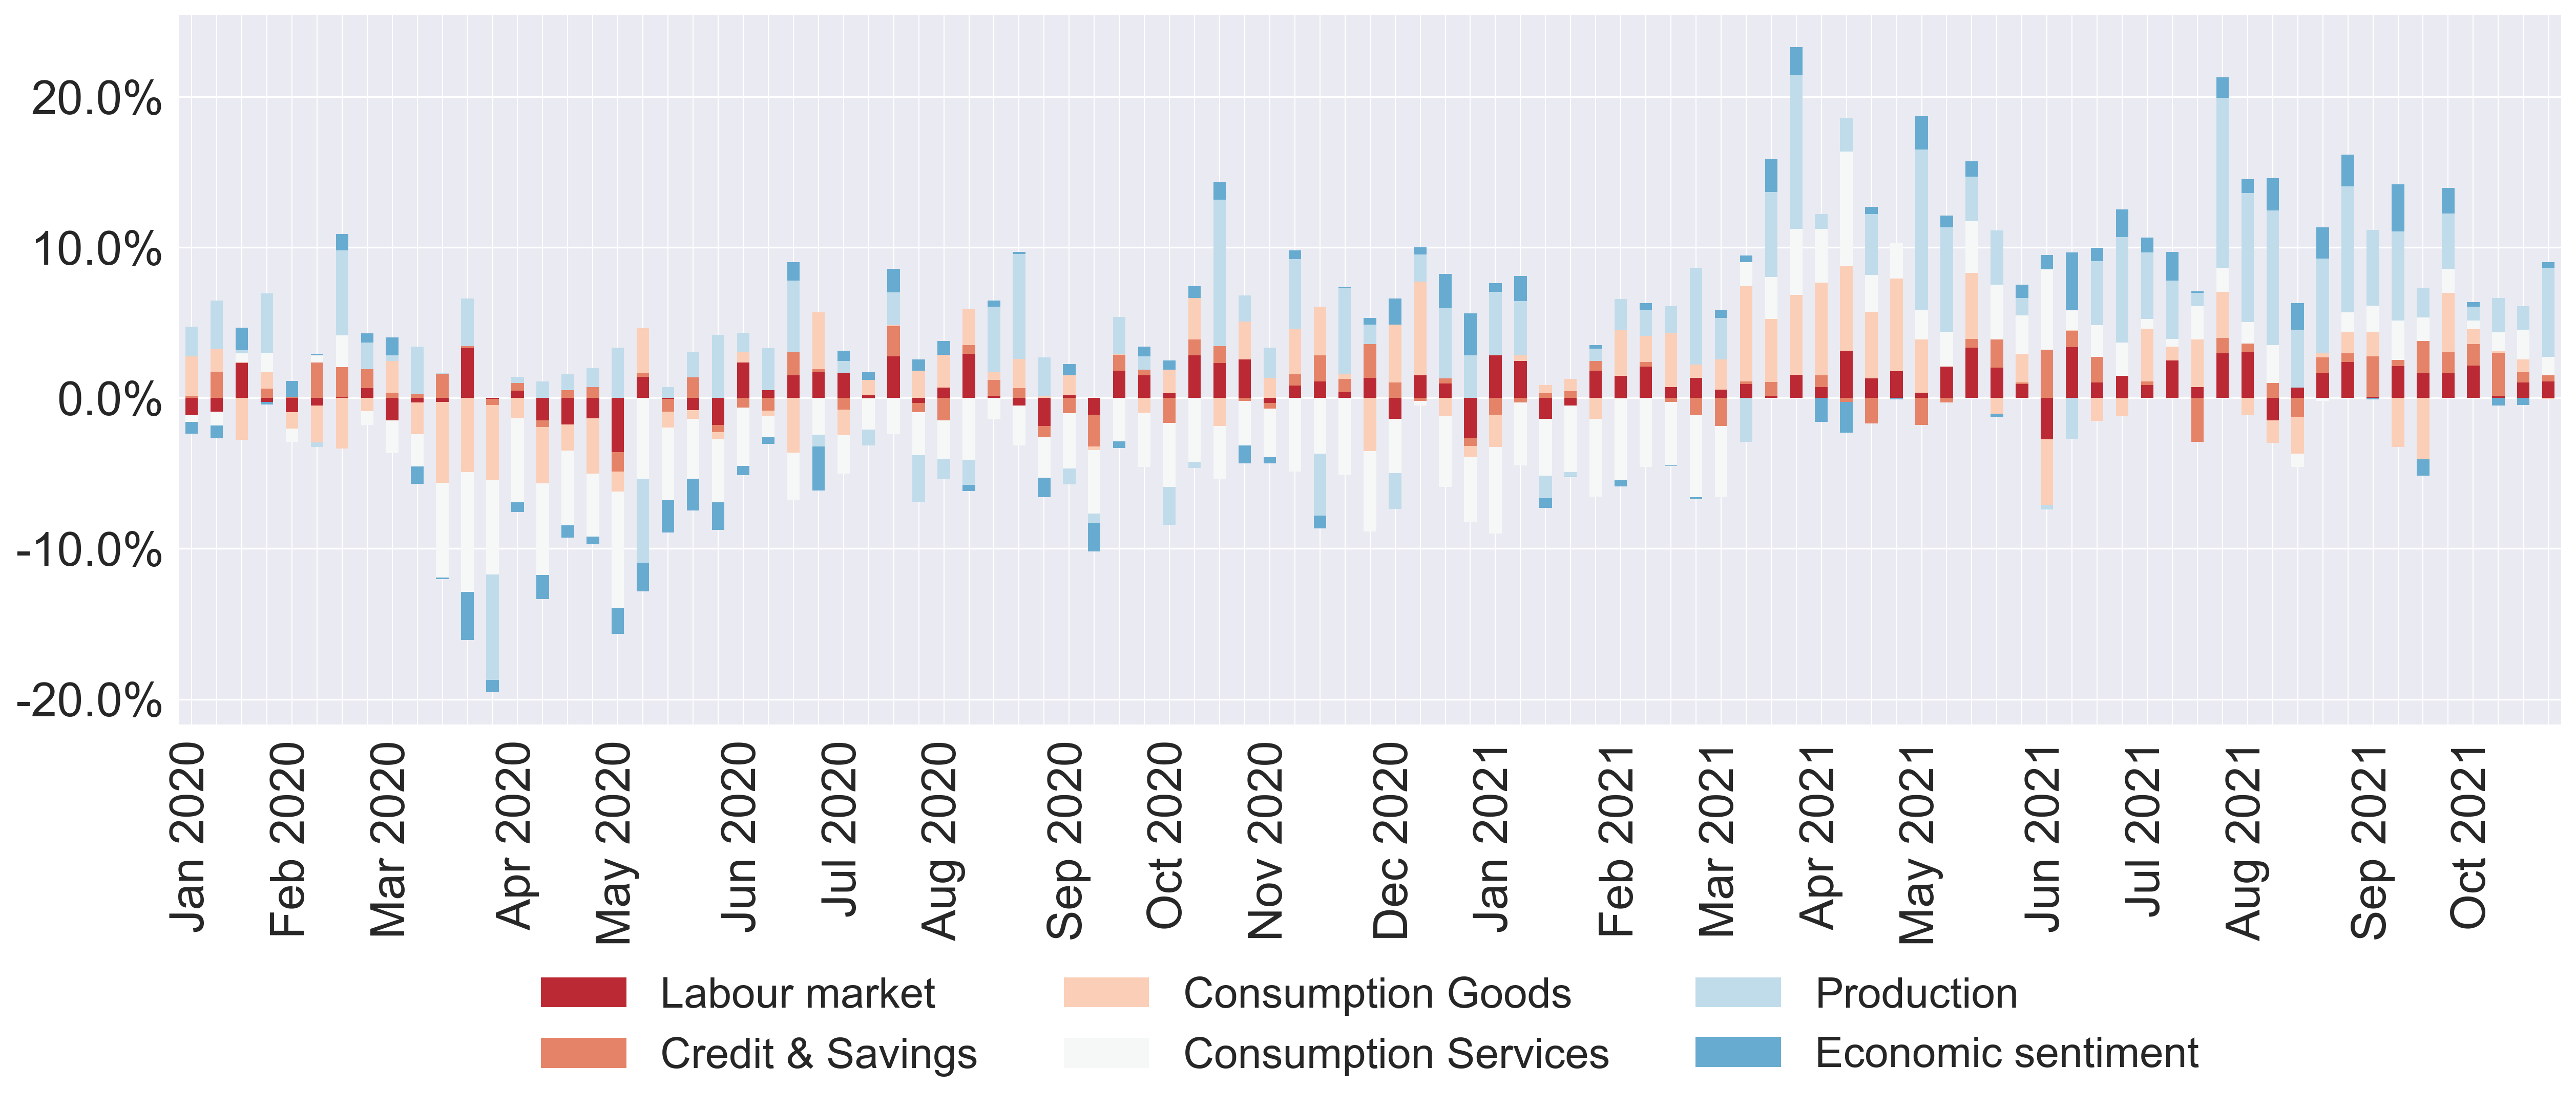 20.0%
10.0%
0.0%
-10.0%
-20.0%
Jan 2020
Feb 2020
Mar 2020
Apr 2020
May 2020
Jun 2020
Jul 2020
Aug 2020
Sep 2020
Oct 2020
Nov 2020
Dec 2020
Jan 2021
Feb 2021
Mar 2021
Apr 2021
May 2021
Jun 2021
Jul 2021
Aug 2021
Sep 2021
Oct 2021
Labour market
Consumption Goods
Production
Credit & Savings
Consumption Services
Economic sentiment